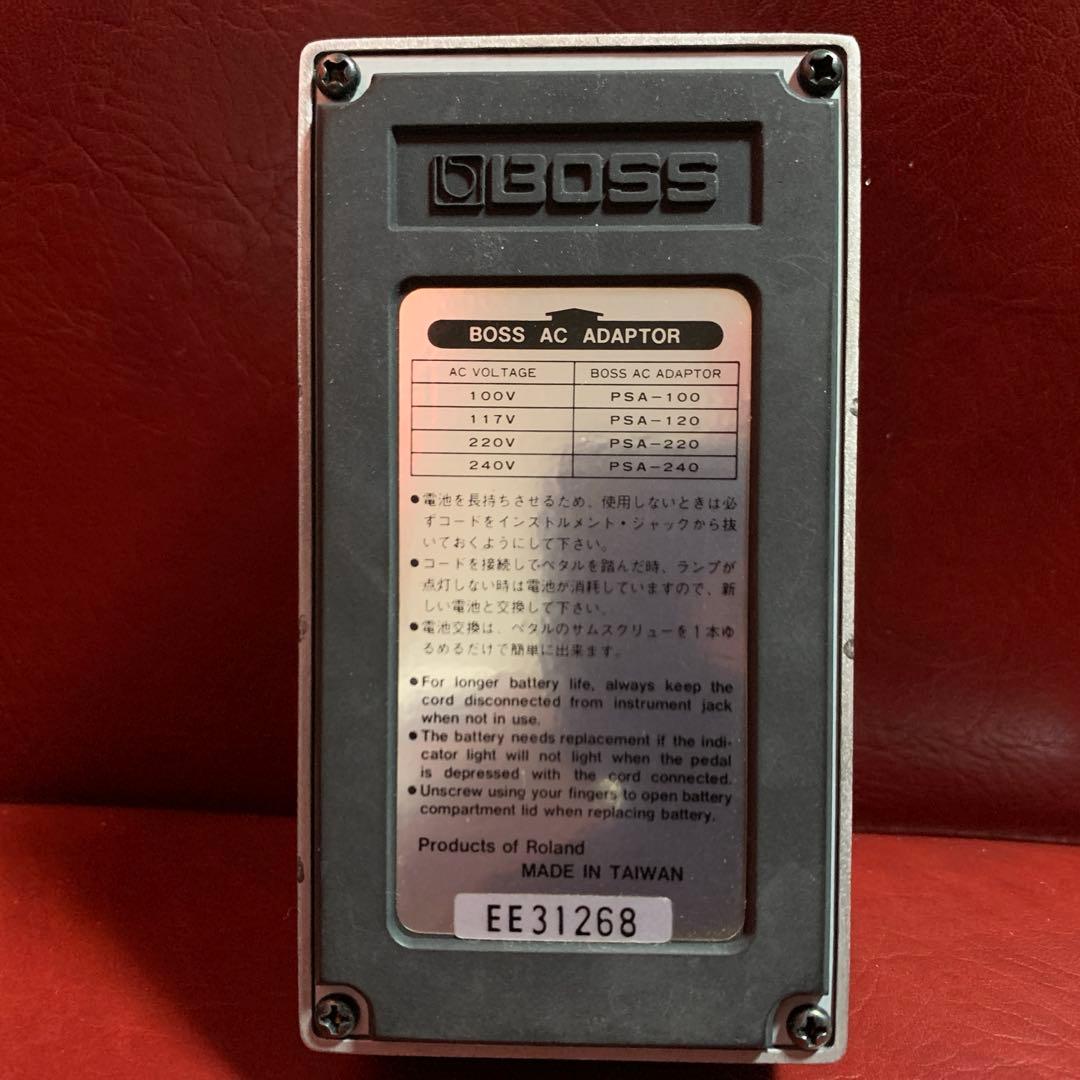 BOSS
BOSS AC ADAPTOR
AC VOLTAGE BOSS AC ADAPTOR
100V PSA-100
117V PSA-120
220V PSA-220
240V PSA-240
●電池を長持ちさせるため、使用しないときは必
ずコードをインストルメント・ジャックから抜
いておくようにして下さい。
●コードを接続してペタルを踏んだ時、ランプが
点灯しない時は電池が消耗していますので、新
しい電池と交換して下さい。
●電池交換は、ペタルのサムスクリューを1本ゆ
るめるだけで簡単に出来ます。
●For longer battery life, always keep the
cord disconnected from instrument jack
when not in use.
●The battery needs replacement if the indi-
cator light will not light when the pedal
is depressed with the cord connected.
●Unscrew using your fingers to open battery
compartment lid when replacing battery.
Products of Roland
MADE IN TAIWAN
EE31268